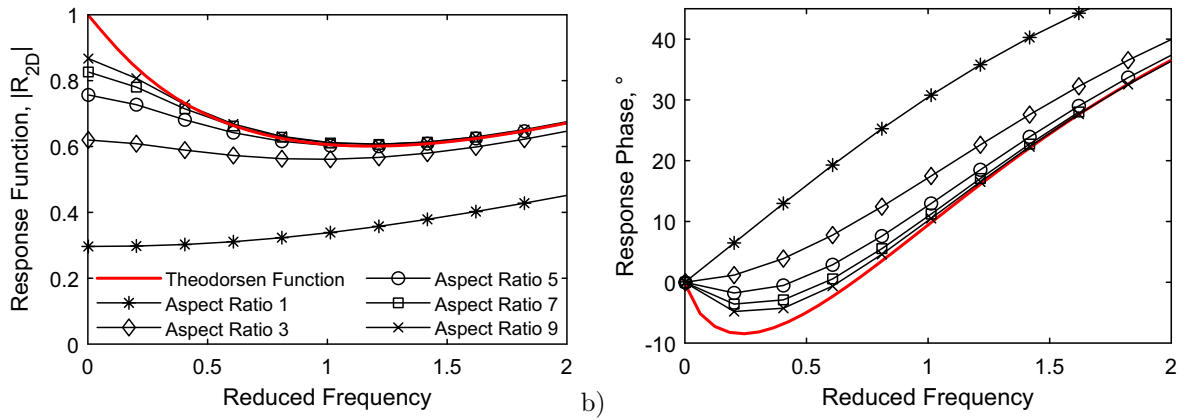 Response Function, |R2D|
1
0.8
0.6
0.4
0.2
0
Theodorsen Function
Aspect Ratio 1
Aspect Ratio 3
Aspect Ratio 5
Aspect Ratio 7
Aspect Ratio 9
0 0.5 1 1.5 2
Reduced Frequency
b)
Response Phase, °
40
30
20
10
0
-10
0 0.5 1 1.5 2
Reduced Frequency